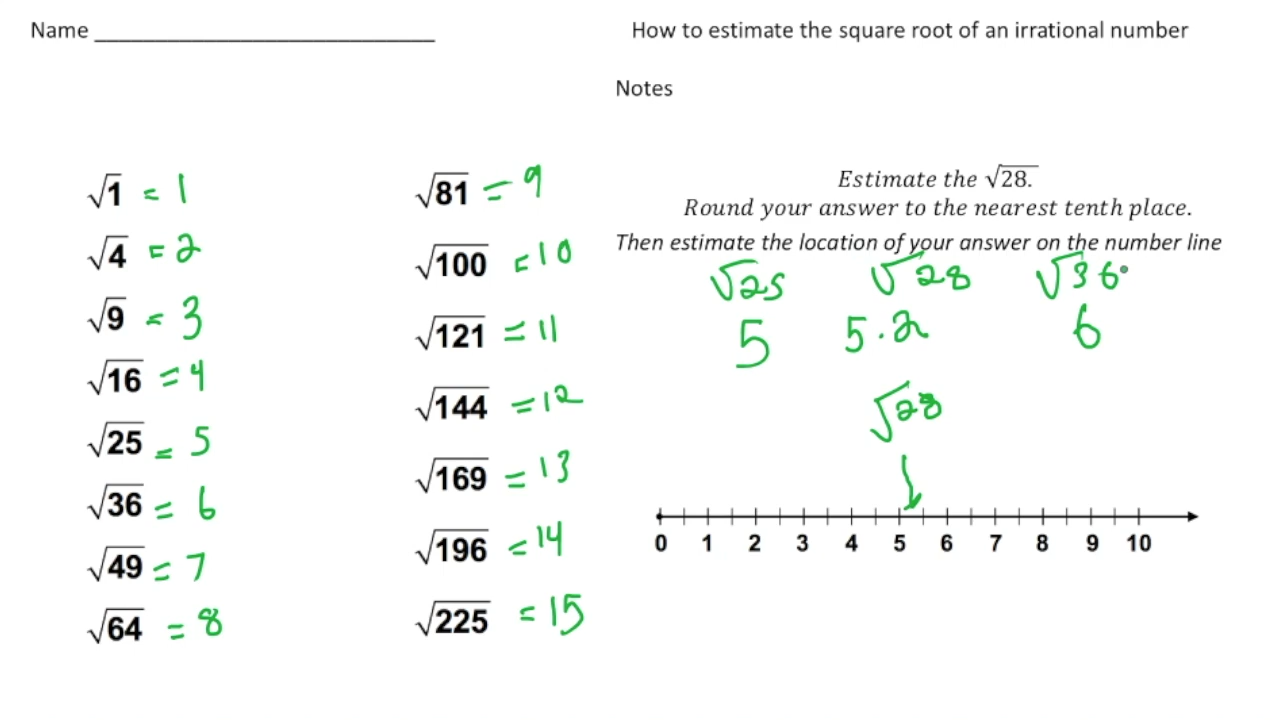 Name ____________________________
How to estimate the square root of an irrational number
Notes
√1 = 1
√4 = 2
√9 = 3
√16 = 4
√25 = 5
√36 = 6
√49 = 7
√64 = 8
√81 = 9
√100 = 10
√121 = 11
√144 = 12
√169 = 13
√196 = 14
√225 = 15
Estimate the √28.
Round your answer to the nearest tenth place.
Then estimate the location of your answer on the number line
√25 √28 √36
5 5.2 6
√28
0 1 2 3 4 5 6 7 8 9 10